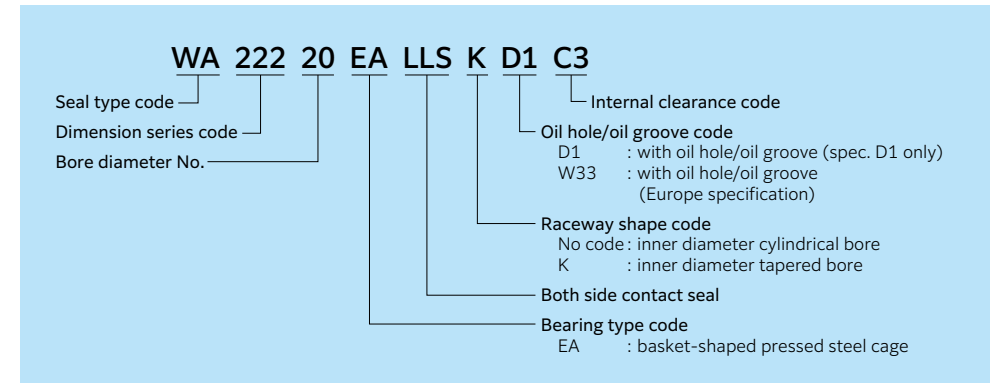 WA 222 20 EA LLS K D1 C3
Seal type code
Internal clearance code
Dimension series code
Oil hole/oil groove code
Bore diameter No.
D1 : with oil hole/oil groove (spec. D1 only)
W33 : with oil hole/oil groove
(Europe specification)
Raceway shape code
No code : inner diameter cylindrical bore
K : inner diameter tapered bore
Both side contact seal
Bearing type code
EA : basket-shaped pressed steel cage